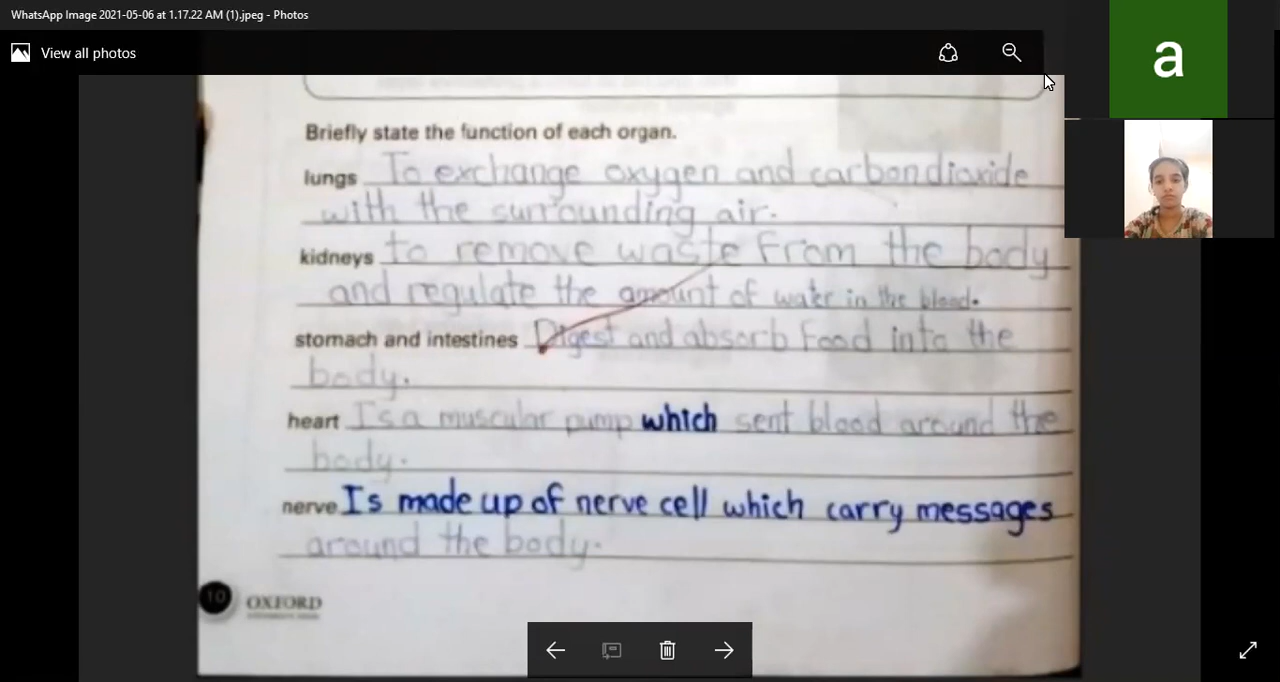 WhatsApp Image 2021-05-06 at 1.17.22 AM (1).jpeg - Photos
View all photos
a
Briefly state the function of each organ.
lungs To exchange oxygen and carbondioxide
with the surrounding air.
kidneys to remove waste from the body
and regulate the amount of water in the blood.
stomach and intestines Digest and absorb Food into the
body.
heart Is a muscular pump which sent blood around the
body.
nerve Is made up of nerve cell which carry messages
around the body.
10 OXFORD